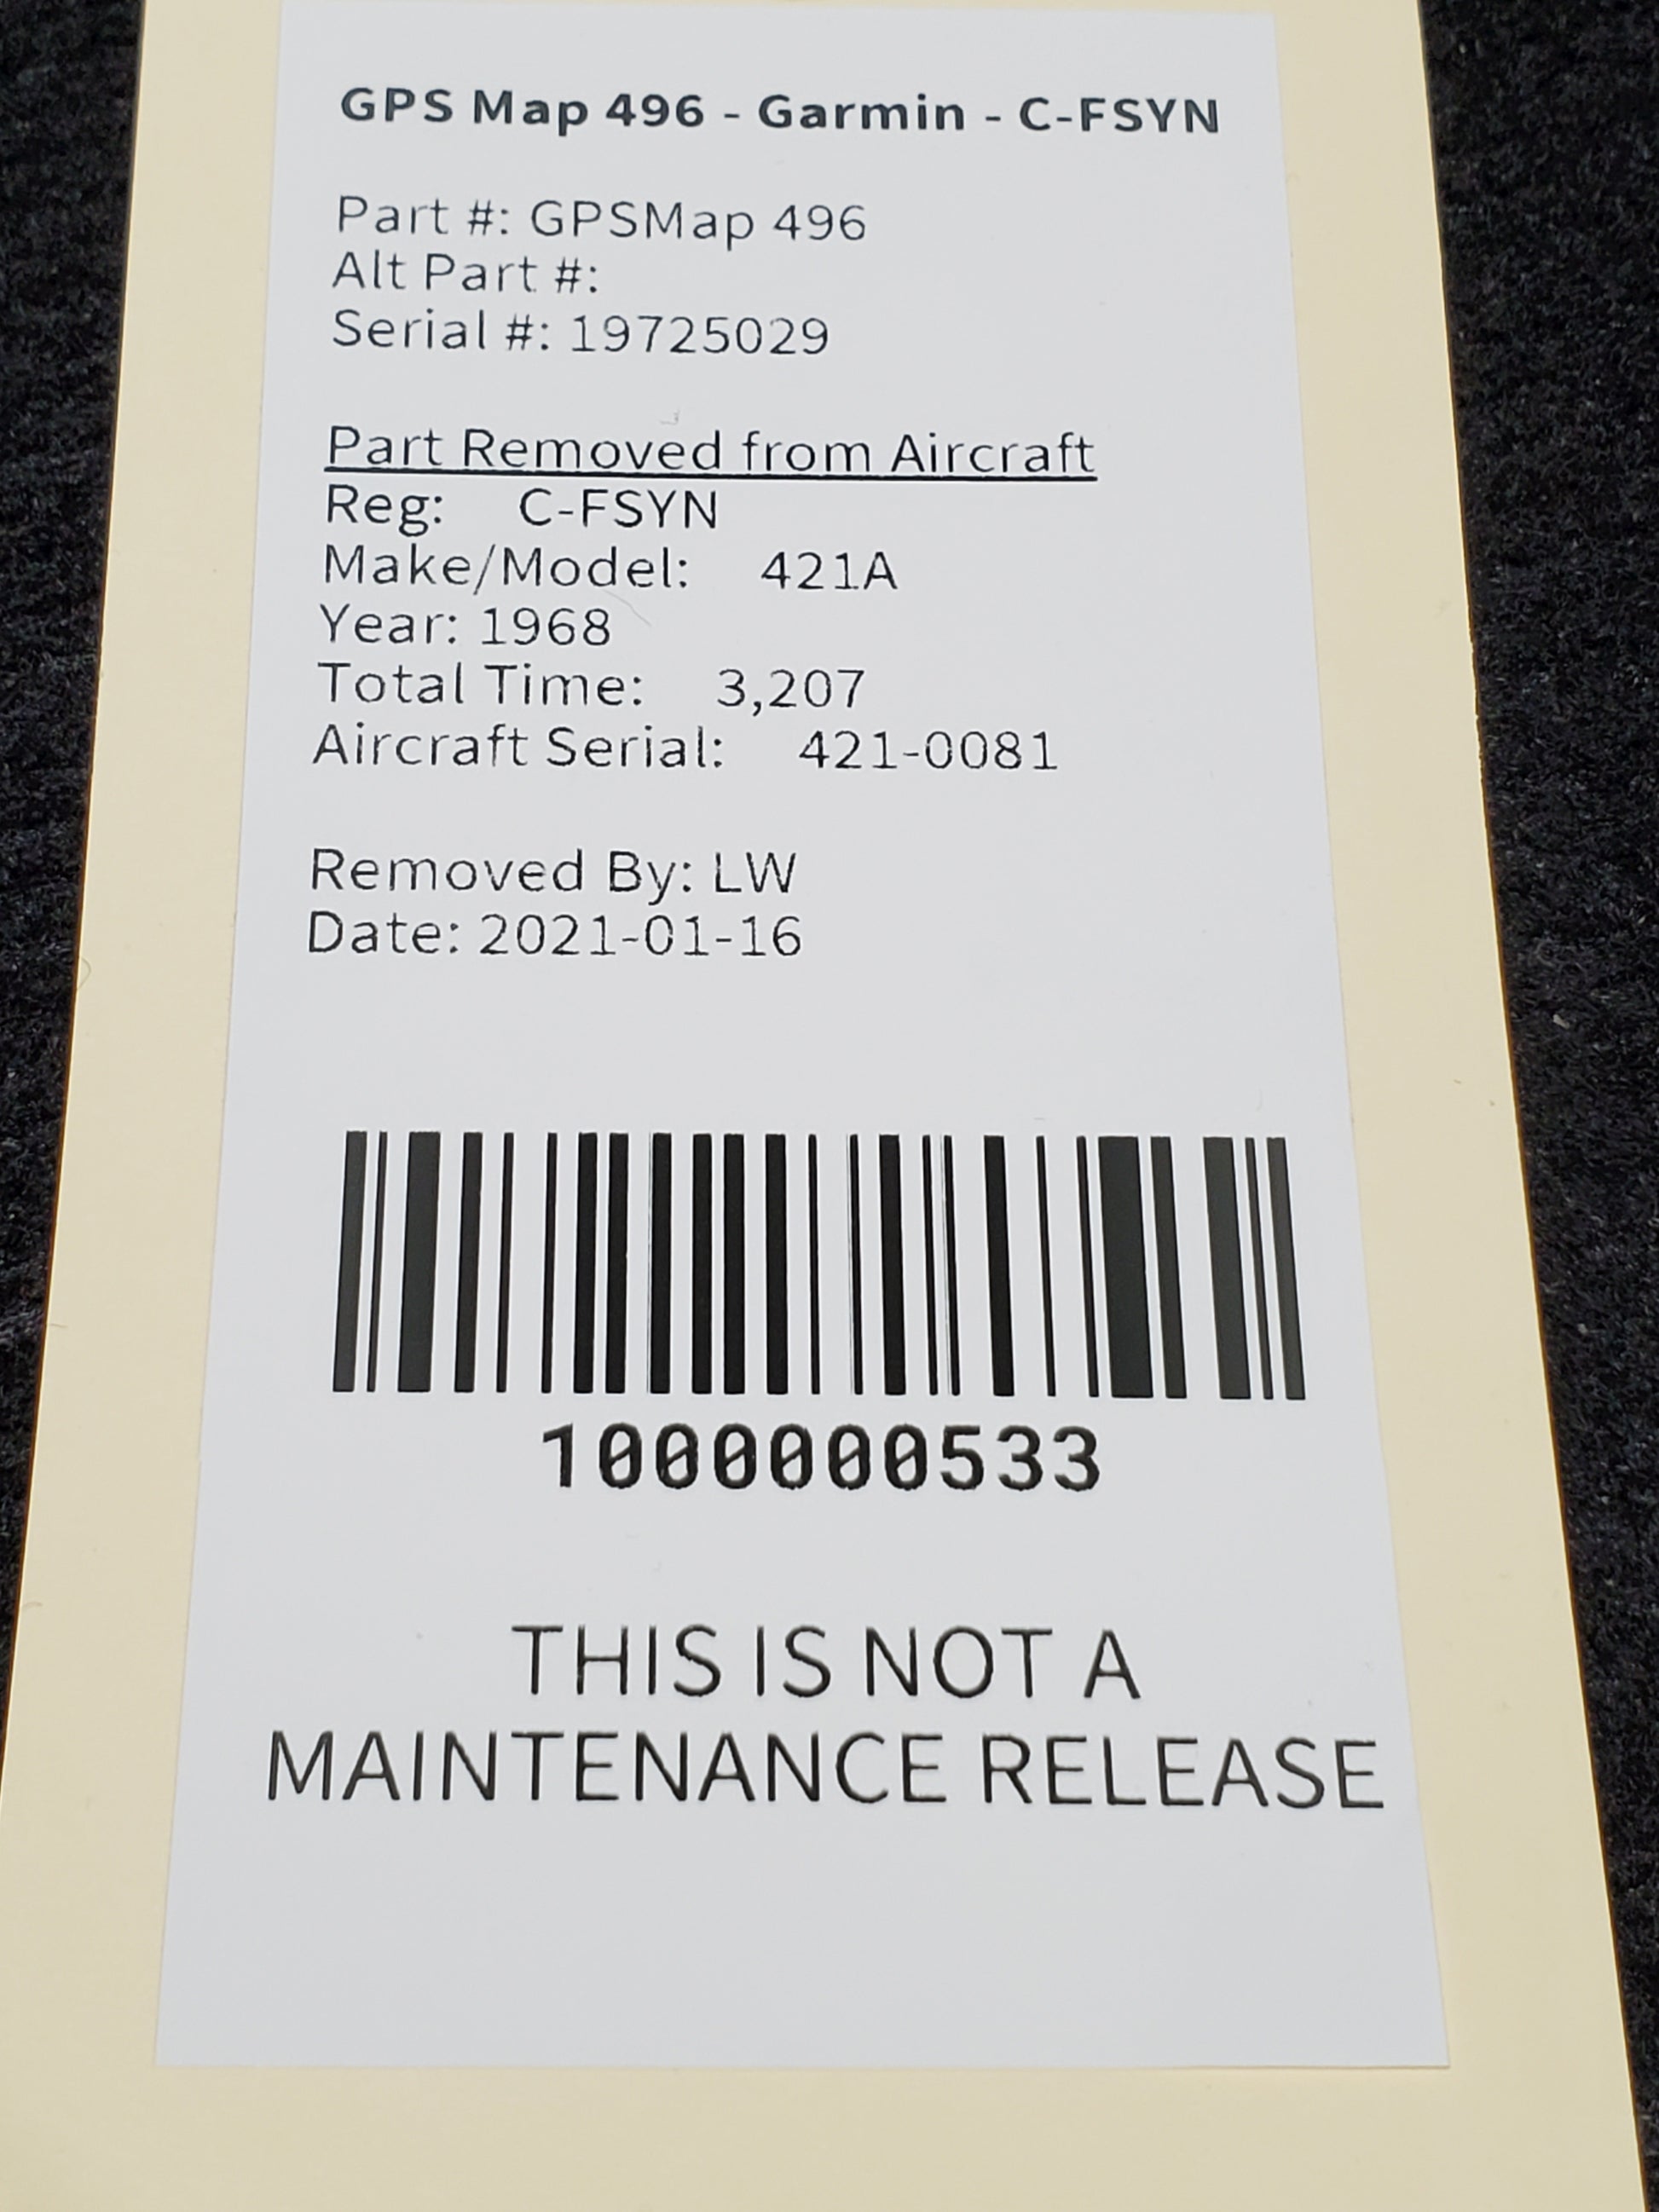 GPS Map 496 - Garmin - C-FSYN
Part #: GPSMap 496
Alt Part #:
Serial #: 19725029
Part Removed from Aircraft
Reg: C-FSYN
Make/Model: 421A
Year: 1968
Total Time: 3,207
Aircraft Serial: 421-0081
Removed By: LW
Date: 2021-01-16
1000000533
THIS IS NOT A
MAINTENANCE RELEASE